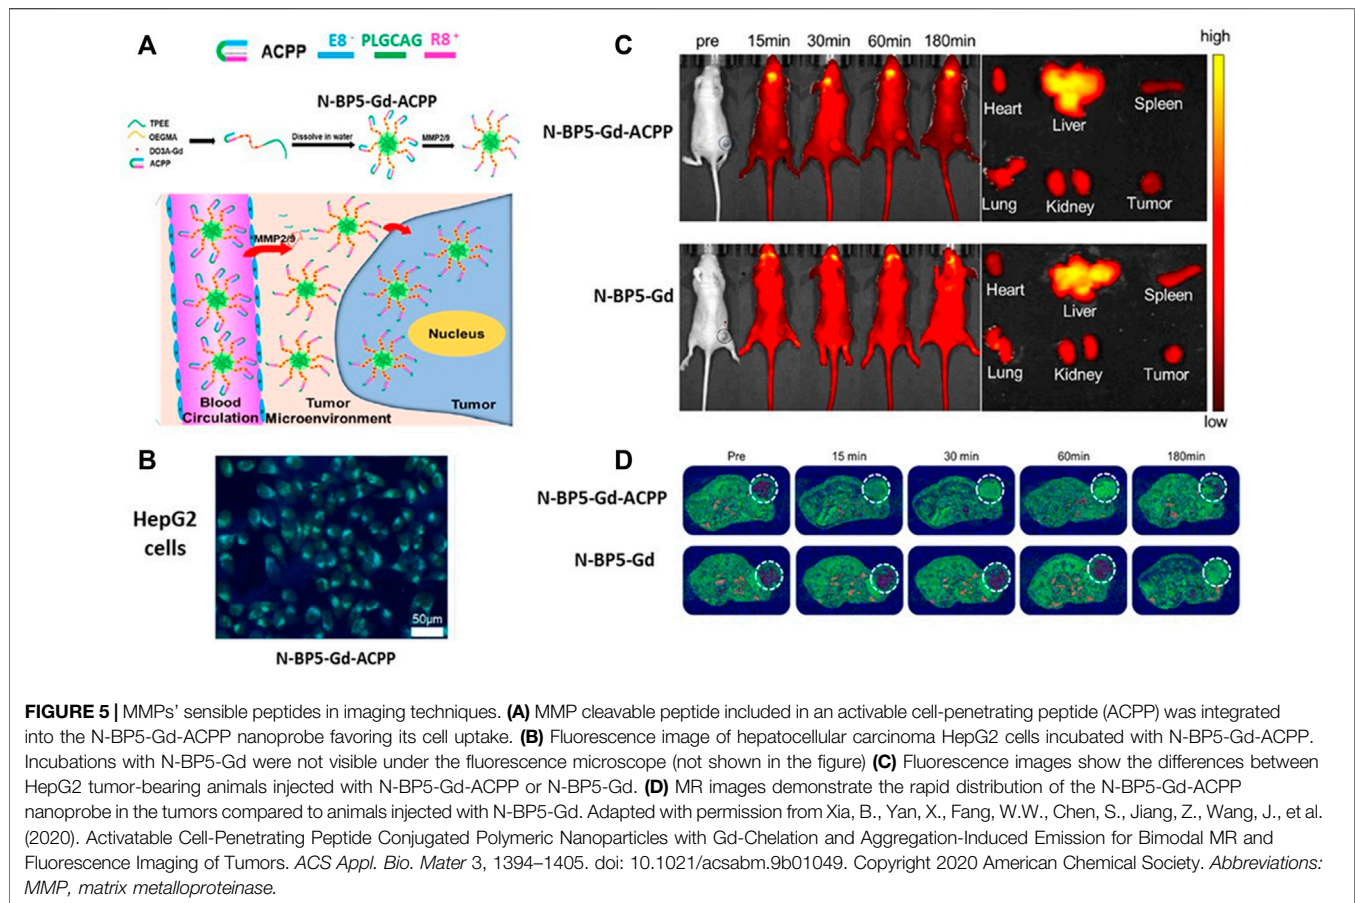 A
ACPP E8 - PLGCAG R8 +
N-BP5-Gd-ACPP
TPEE
OEGMA
DO3A-Gd
ACPP
Dissolve in water
MMP2/9
MMP2/9
Nucleus
Blood
Circulation
Tumor
Microenvironment
Tumor
B
HepG2
cells
50µm
N-BP5-Gd-ACPP
C
pre 15min 30min 60min 180min
high
N-BP5-Gd-ACPP
Heart
Liver
Spleen
Lung
Kidney
Tumor
N-BP5-Gd
Heart
Liver
Spleen
Lung
Kidney
Tumor
low
D
Pre 15 min 30 min 60min 180min
N-BP5-Gd-ACPP
N-BP5-Gd
FIGURE 5 | MMPs' sensible peptides in imaging techniques. (A) MMP cleavable peptide included in an activable cell-penetrating peptide (ACPP) was integrated
into the N-BP5-Gd-ACPP nanoprobe favoring its cell uptake. (B) Fluorescence image of hepatocellular carcinoma HepG2 cells incubated with N-BP5-Gd-ACPP.
Incubations with N-BP5-Gd were not visible under the fluorescence microscope (not shown in the figure) (C) Fluorescence images show the differences between
HepG2 tumor-bearing animals injected with N-BP5-Gd-ACPP or N-BP5-Gd. (D) MR images demonstrate the rapid distribution of the N-BP5-Gd-ACPP
nanoprobe in the tumors compared to animals injected with N-BP5-Gd. Adapted with permission from Xia, B., Yan, X., Fang, W.W., Chen, S., Jiang, Z., Wang, J., et al.
(2020). Activatable Cell-Penetrating Peptide Conjugated Polymeric Nanoparticles with Gd-Chelation and Aggregation-Induced Emission for Bimodal MR and
Fluorescence Imaging of Tumors. ACS Appl. Bio. Mater 3, 1394–1405. doi: 10.1021/acsabm.9b01049. Copyright 2020 American Chemical Society. Abbreviations:
MMP, matrix metalloproteinase.